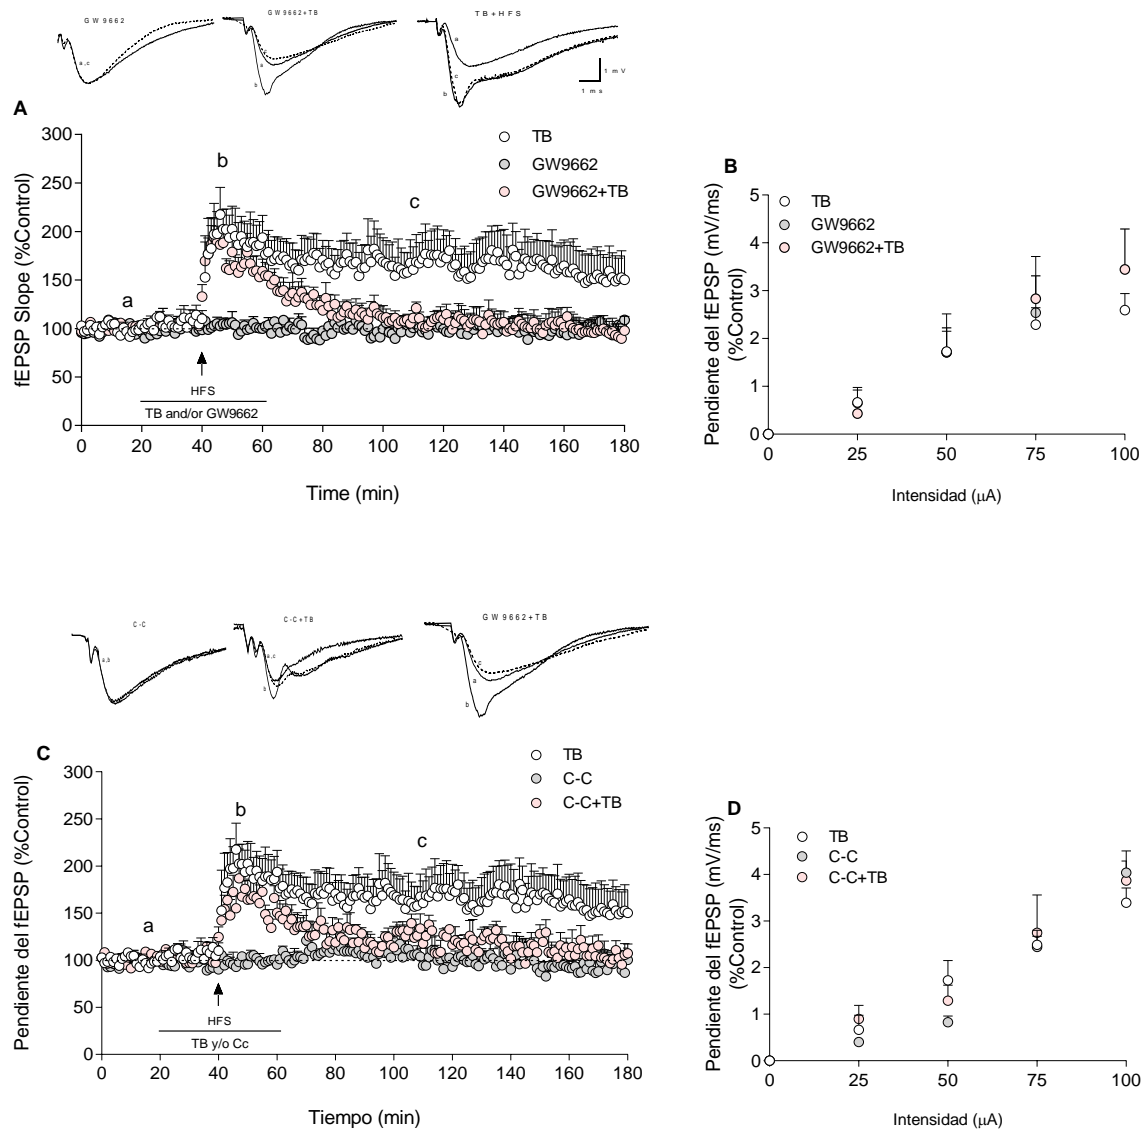 GW9662
GW9662+TB
TB+HFS
a,c
c
a
b
a
c
b
1 mV
1 ms
A
300
250
200
150
100
50
0
fEPSP Slope (%Control)
TB
GW9662
GW9662+TB
a
b
c
HFS
TB and/or GW9662
0 20 40 60 80 100 120 140 160 180
Time (min)
B
5
4
3
2
1
0
Pendiente del fEPSP (mV/ms)
(%Control)
TB
GW9662
GW9662+TB
0 25 50 75 100
Intensidad (µA)
C-C
C-C+TB
GW9662+TB
a,b
a,c
b
c
a
b
C
300
250
200
150
100
50
0
Pendiente del fEPSP (%Control)
TB
C-C
C-C+TB
a
b
c
HFS
TB y/o Cc
0 20 40 60 80 100 120 140 160 180
Tiempo (min)
D
5
4
3
2
1
0
Pendiente del fEPSP (mV/ms)
(%Control)
TB
C-C
C-C+TB
0 25 50 75 100
Intensidad (µA)